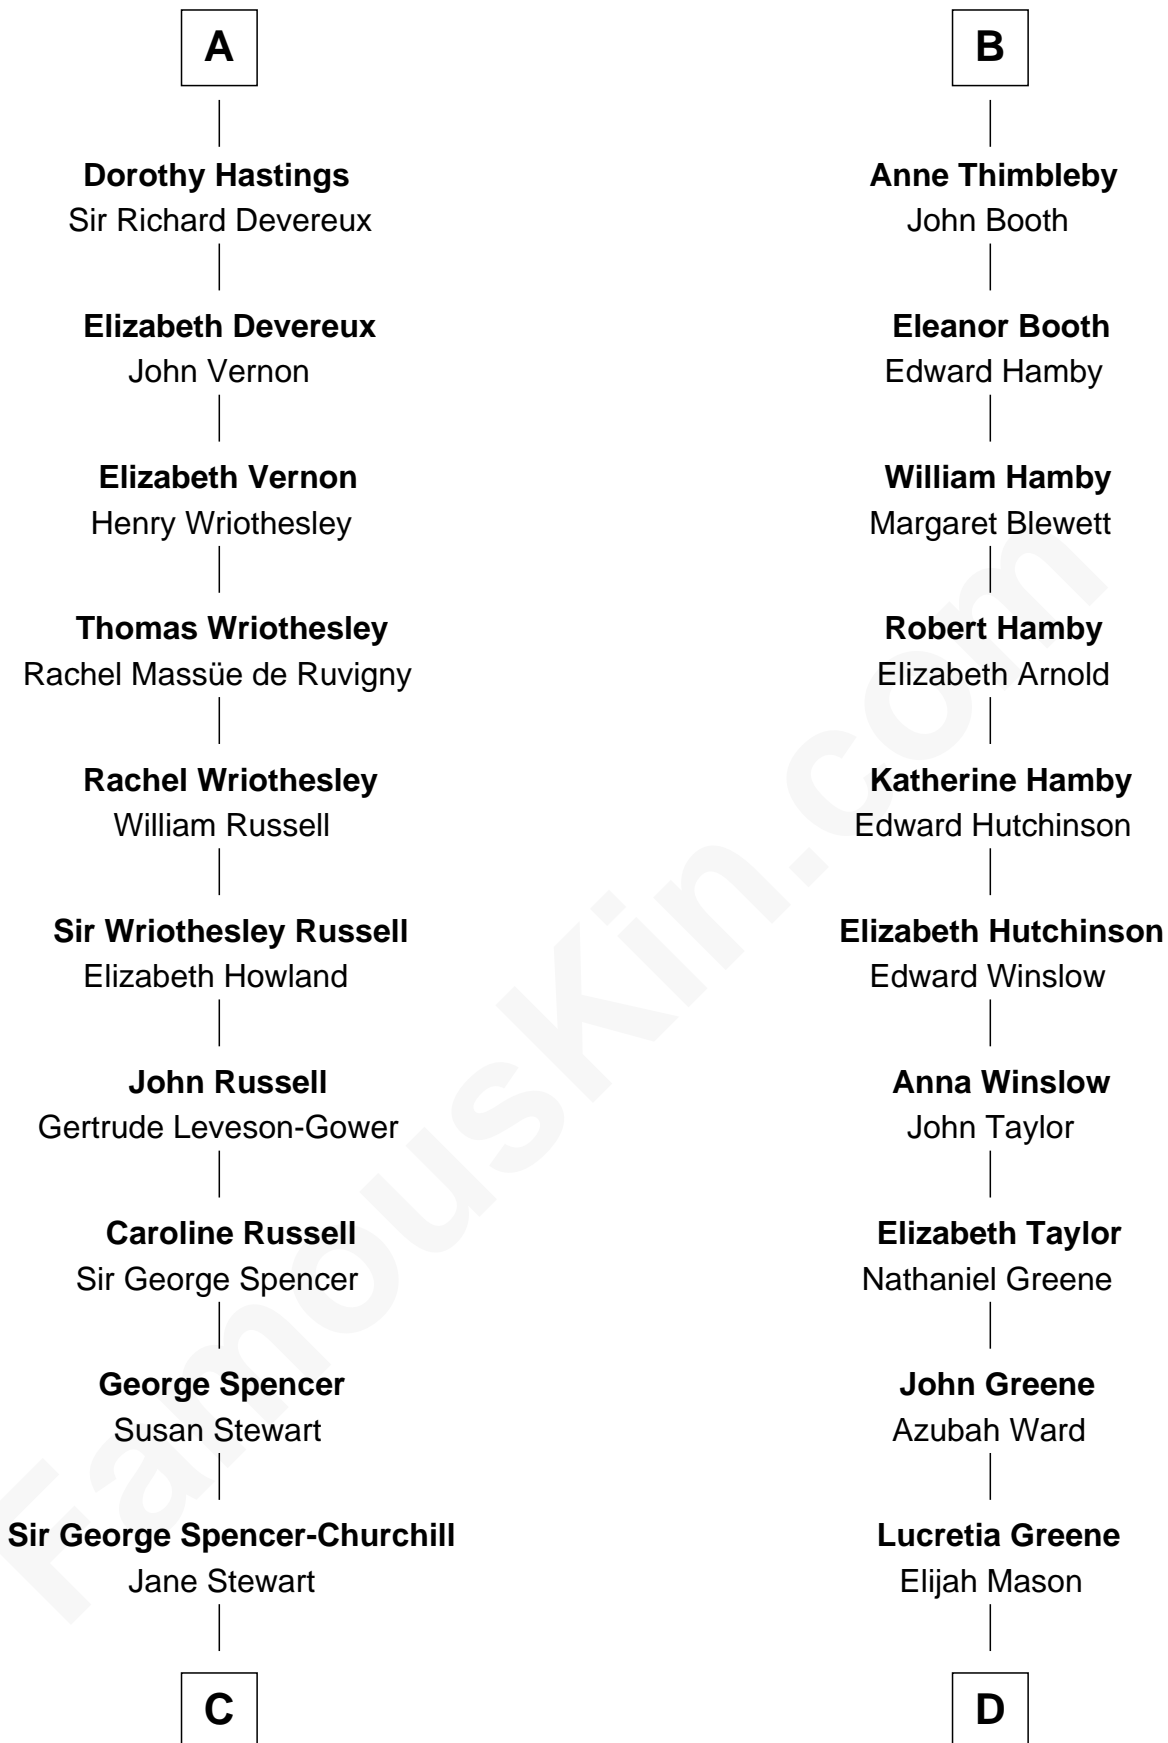 A
Dorothy Hastings
Sir Richard Devereux
Elizabeth Devereux
John Vernon
Elizabeth Vernon
Henry Wriothesley
Thomas Wriothesley
Rachel Massüe de Ruvigny
Rachel Wriothesley
William Russell
Sir Wriothesley Russell
Elizabeth Howland
John Russell
Gertrude Leveson-Gower
Caroline Russell
Sir George Spencer
George Spencer
Susan Stewart
Sir George Spencer-Churchill
Jane Stewart
C
B
Anne Thimbleby
John Booth
Eleanor Booth
Edward Hamby
William Hamby
Margaret Blewett
Robert Hamby
Elizabeth Arnold
Katherine Hamby
Edward Hutchinson
Elizabeth Hutchinson
Edward Winslow
Anna Winslow
John Taylor
Elizabeth Taylor
Nathaniel Greene
John Greene
Azubah Ward
Lucretia Greene
Elijah Mason
D
FamousKin.com